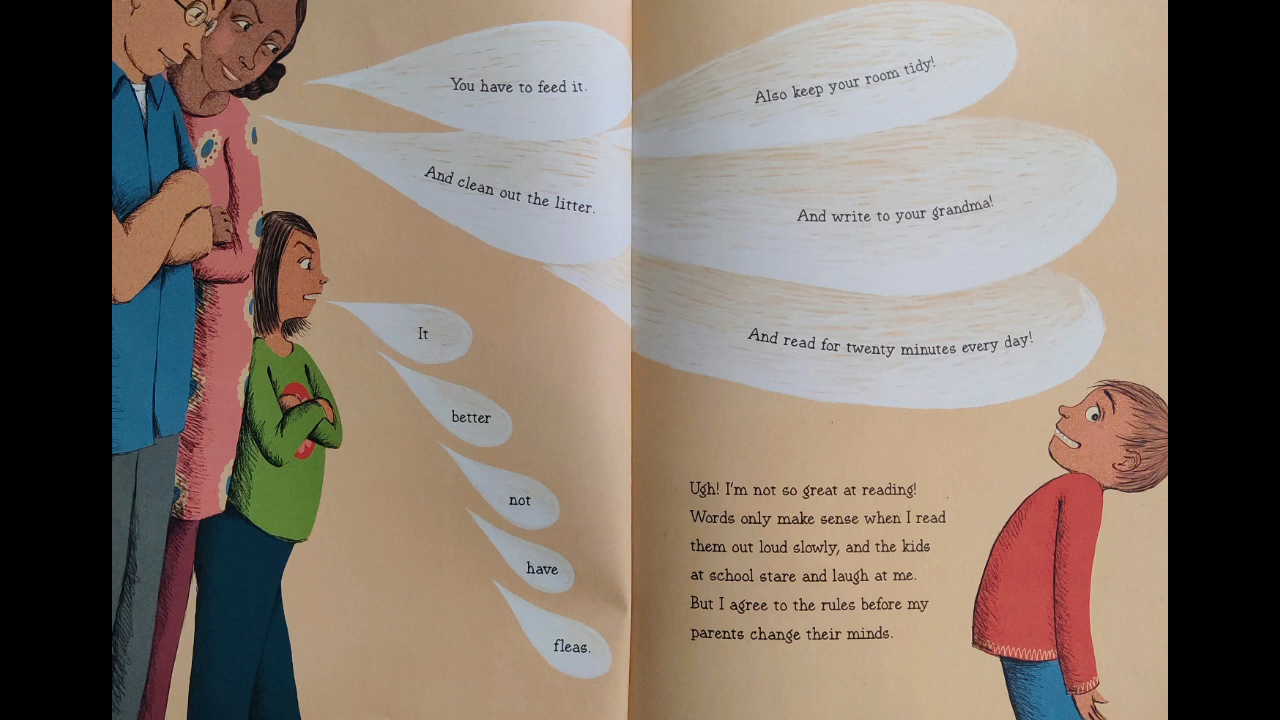 You have to feed it.
And clean out the litter.
It
better
not
have
fleas.
Also keep your room tidy!
And write to your grandma!
And read for twenty minutes every day!
Ugh! I'm not so great at reading!
Words only make sense when I read
them out loud slowly, and the kids
at school stare and laugh at me.
But I agree to the rules before my
parents change their minds.